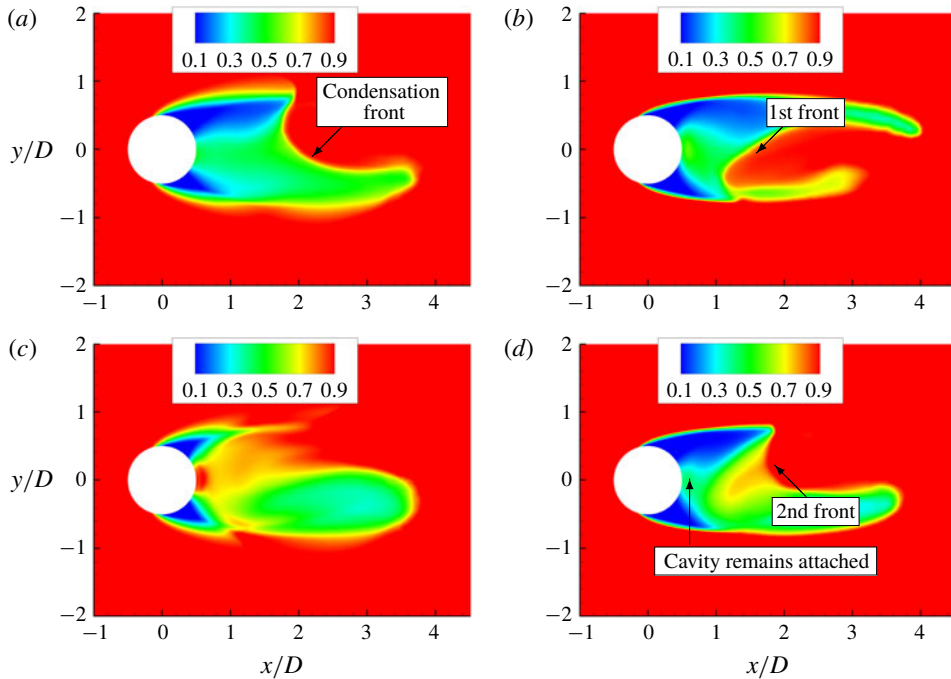 (a)
2
0.1 0.3 0.5 0.7 0.9
1
Condensation
front
y/D
0
−1
−2
−1 0 1 2 3 4
(b)
2
0.1 0.3 0.5 0.7 0.9
1
1st front
0
−1
−2
−1 0 1 2 3 4
(c)
2
0.1 0.3 0.5 0.7 0.9
1
y/D
0
−1
−2
−1 0 1 2 3 4
x/D
(d)
2
0.1 0.3 0.5 0.7 0.9
1
0
2nd front
Cavity remains attached
−1
−2
−1 0 1 2 3 4
x/D